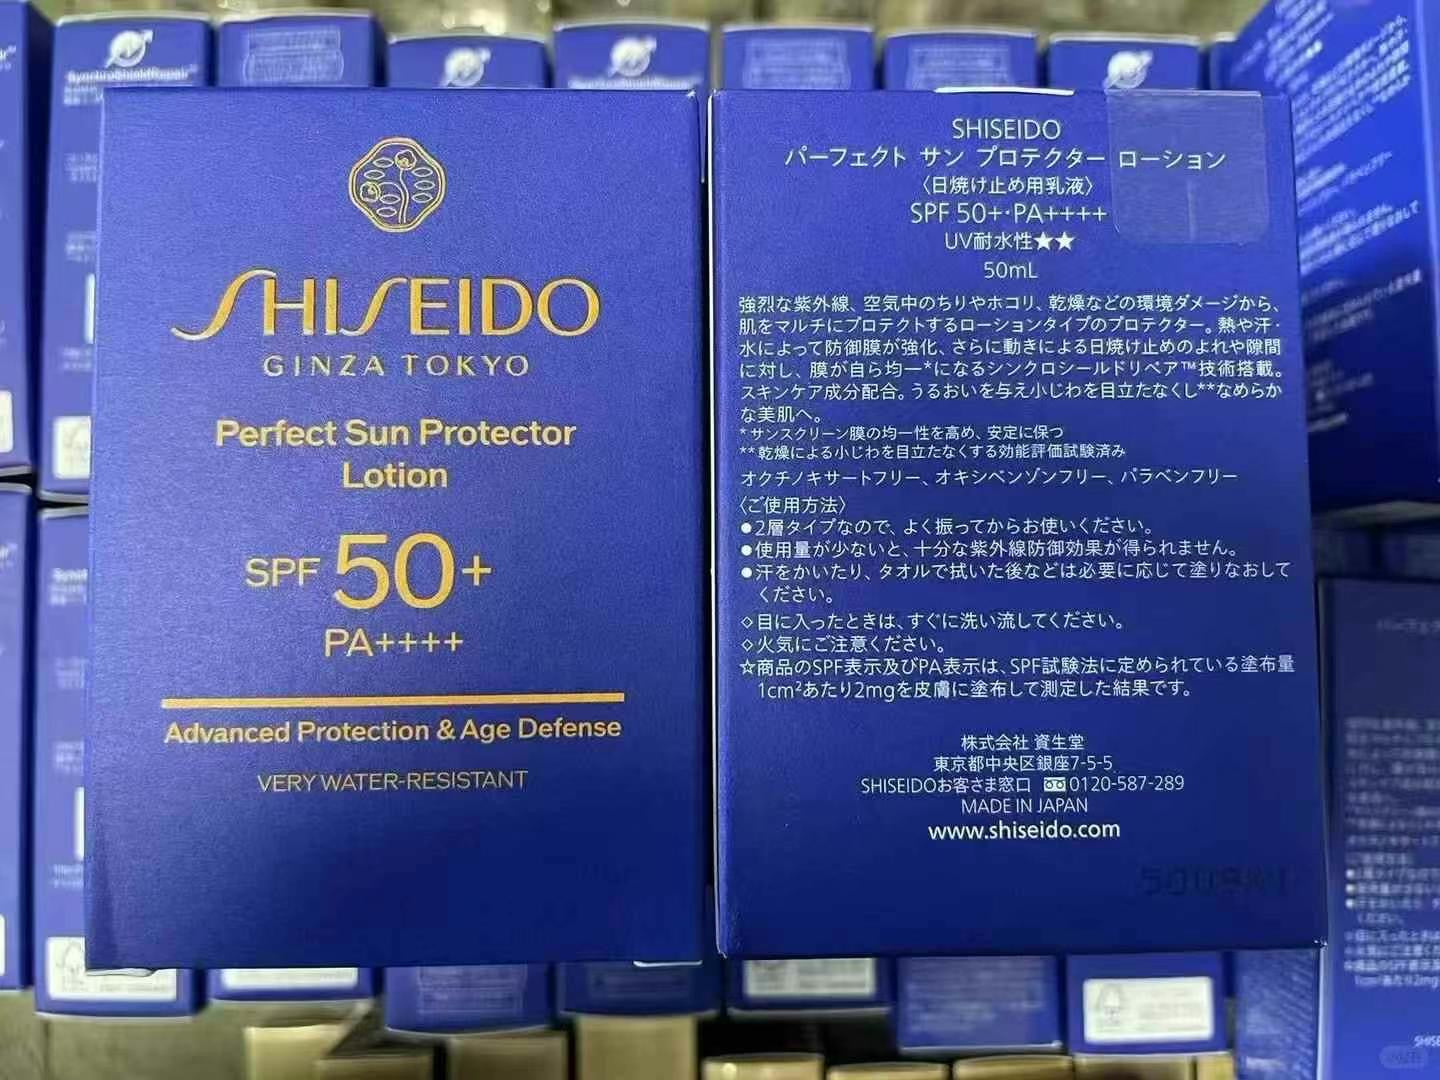 SHISEIDO
GINZA TOKYO
Perfect Sun Protector
Lotion
SPF 50+
PA++++
Advanced Protection & Age Defense
VERY WATER-RESISTANT
SHISEIDO
パーフェクト サン プロテクター ローション
〈日焼け止め用乳液〉
SPF 50+・PA++++
UV耐水性★★
50mL
強烈な紫外線、空気中のちりやホコリ、乾燥などの環境ダメージから、
肌をマルチにプロテクトするローションタイプのプロテクター。熱や汗・
水によって防御膜が強化、さらに動きによる日焼け止めのよれや隙間
に対し、膜が自ら均一*になるシンクロシールドリペア™技術搭載。
スキンケア成分配合。うるおいを与え小じわを目立たなくし**なめらか
な美肌へ。
*サンスクリーン膜の均一性を高め、安定に保つ
**乾燥による小じわを目立たなくする効能評価試験済み
オクチノキサートフリー、オキシベンゾンフリー、パラベンフリー
〈ご使用方法〉
●2層タイプなので、よく振ってからお使いください。
●使用量が少ないと、十分な紫外線防御効果が得られません。
●汗をかいたり、タオルで拭いた後などは必要に応じて塗りなおして
ください。
◇目に入ったときは、すぐに洗い流してください。
◇火気にご注意ください。
☆商品のSPF表示及びPA表示は、SPF試験法に定められている塗布量
1cm²あたり2mgを皮膚に塗布して測定した結果です。
株式会社 資生堂
東京都中央区銀座7-5-5
SHISEIDOお客さま窓口 0120-587-289
MADE IN JAPAN
www.shiseido.com
SynchroShieldRepair™